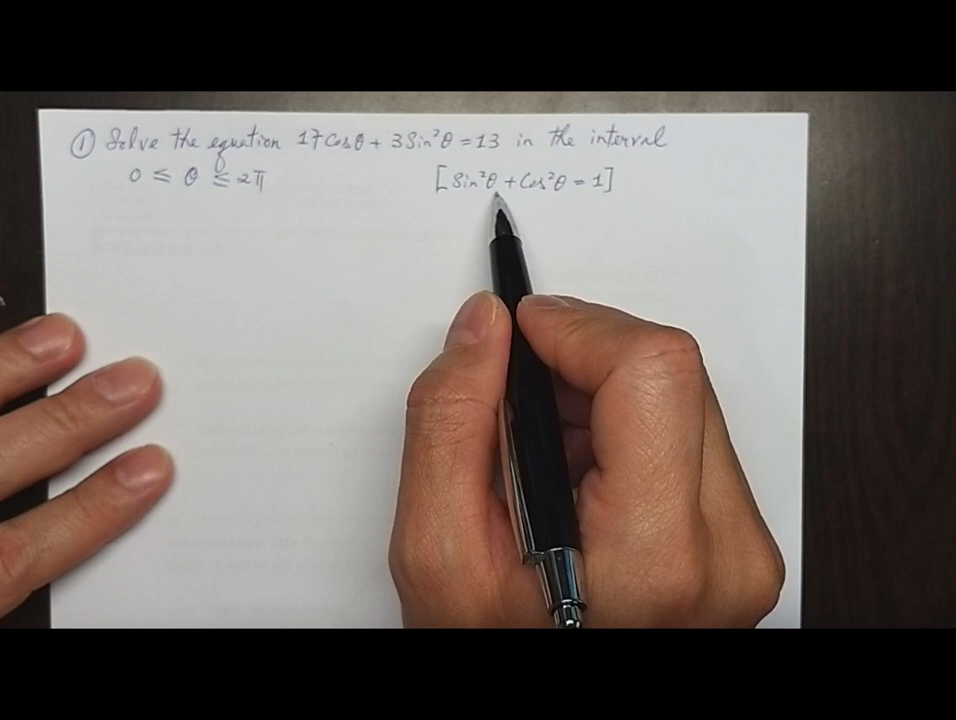 ① Solve the equation 17Cosθ + 3Sin²θ = 13 in the interval
0 ≤ θ ≤ 2π [Sin²θ + Cos²θ = 1]